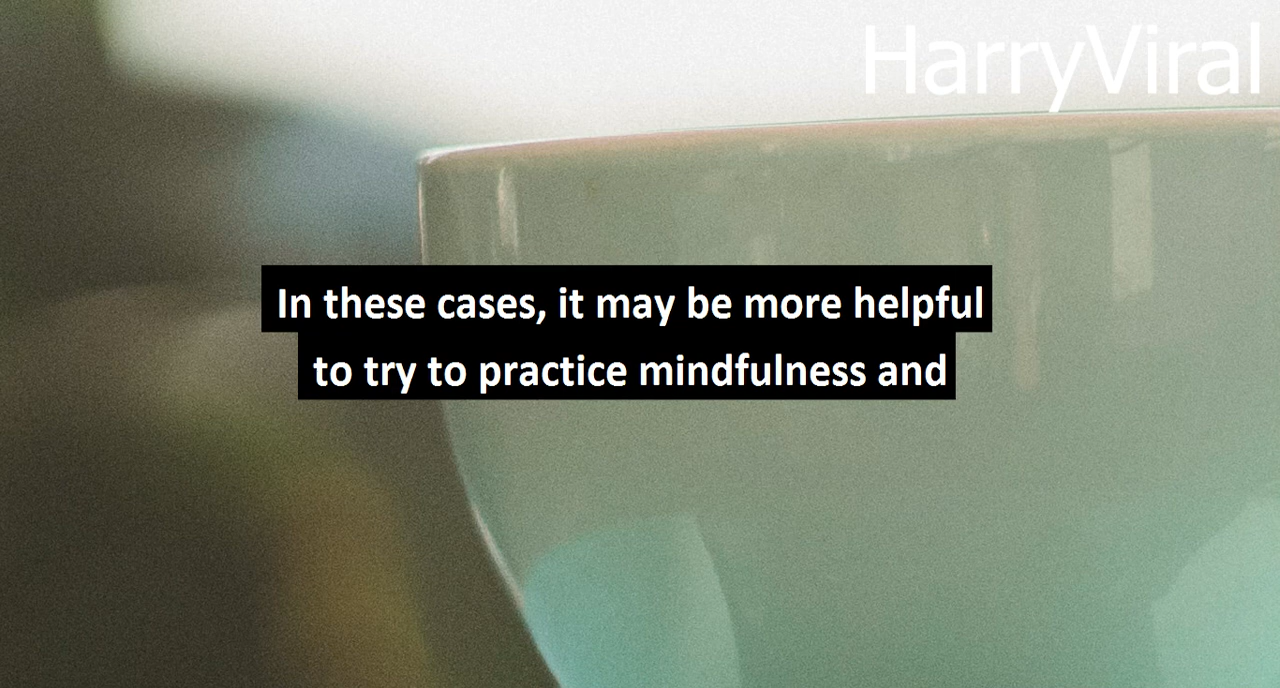 HarryViral
In these cases, it may be more helpful
to try to practice mindfulness and